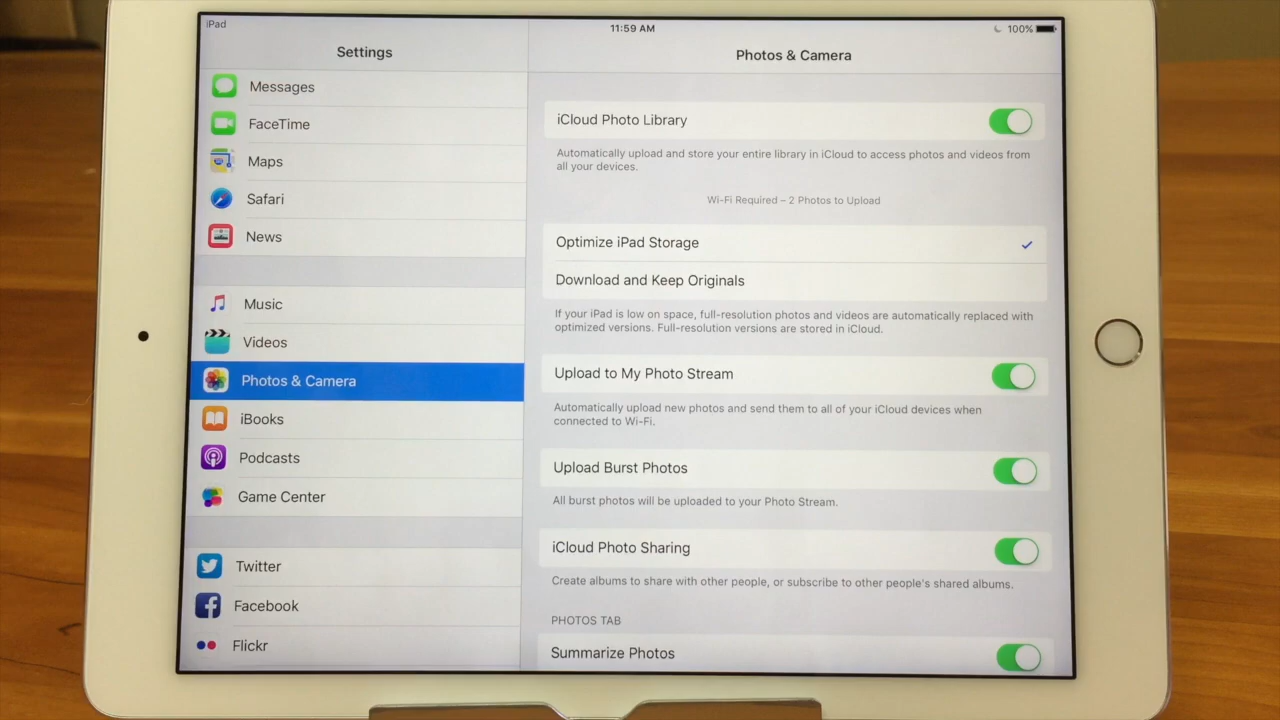 iPad
11:59 AM
100%
Settings
Messages
FaceTime
Maps
Safari
News
Music
Videos
Photos & Camera
iBooks
Podcasts
Game Center
Twitter
Facebook
Flickr
Photos & Camera
iCloud Photo Library
Automatically upload and store your entire library in iCloud to access photos and videos from
all your devices.
Wi-Fi Required – 2 Photos to Upload
Optimize iPad Storage
Download and Keep Originals
If your iPad is low on space, full-resolution photos and videos are automatically replaced with
optimized versions. Full-resolution versions are stored in iCloud.
Upload to My Photo Stream
Automatically upload new photos and send them to all of your iCloud devices when
connected to Wi-Fi.
Upload Burst Photos
All burst photos will be uploaded to your Photo Stream.
iCloud Photo Sharing
Create albums to share with other people, or subscribe to other people's shared albums.
PHOTOS TAB
Summarize Photos